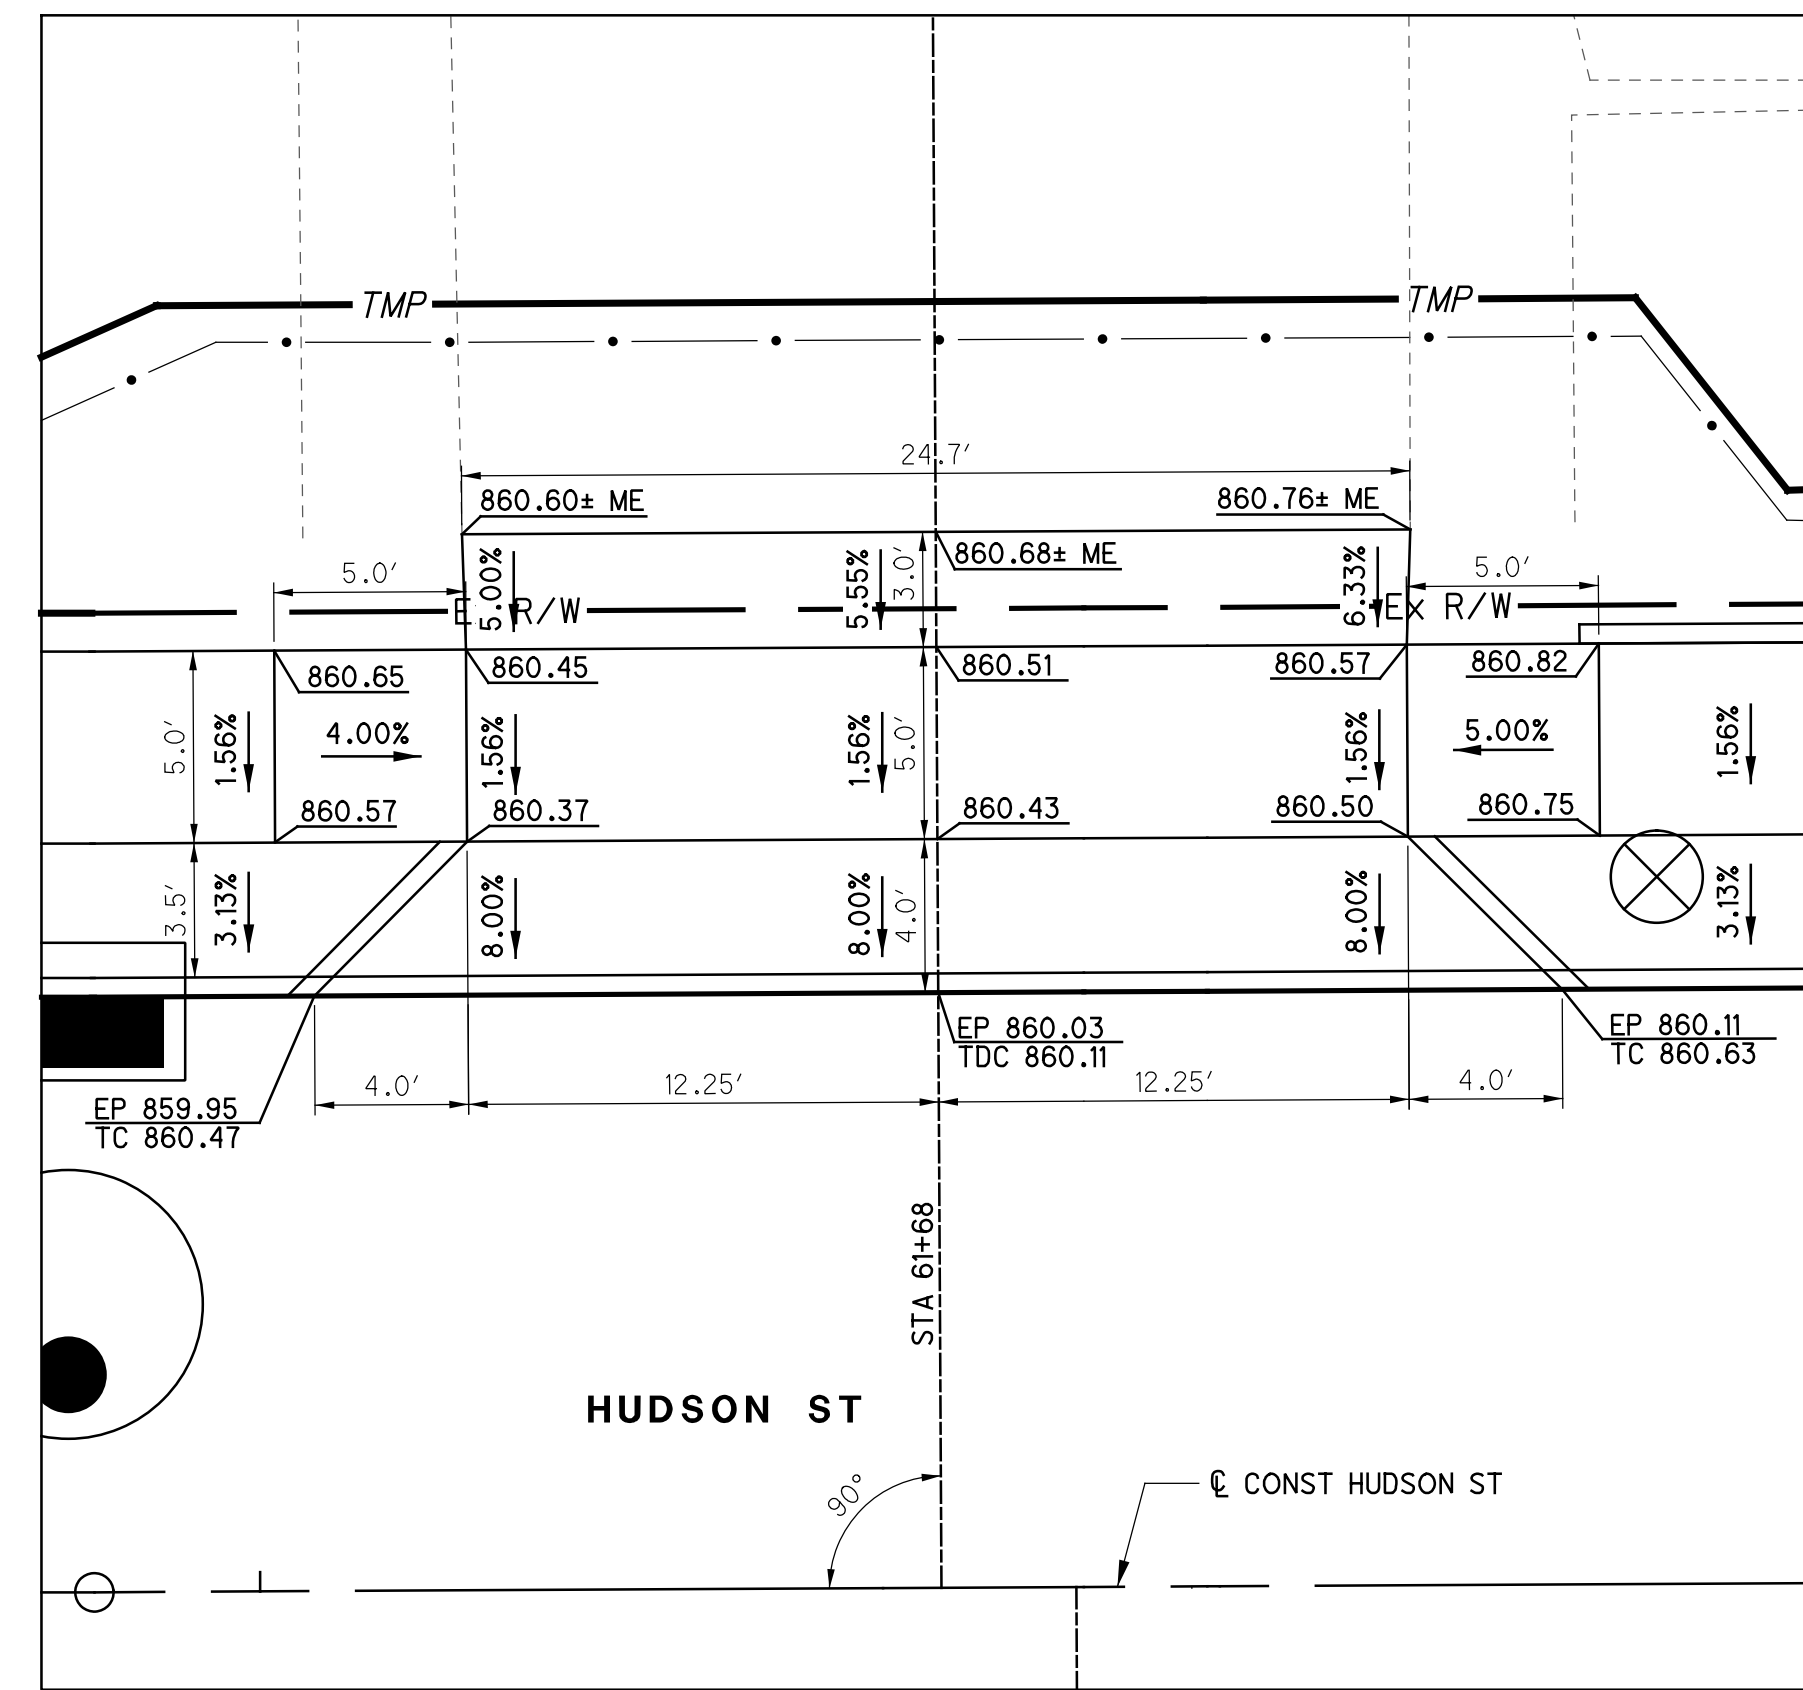 TMP
TMP
24.7′
860.60± ME
860.76± ME
860.68± ME
5.00%
5.55%
3.0′
6.33%
5.0′
5.0′
R/W
Ex R/W
860.65
860.45
860.51
860.57
860.82
5.0′
1.56%
4.00%
1.56%
1.56%
5.0′
1.56%
5.00%
1.56%
860.57
860.37
860.43
860.50
860.75
3.5′
3.13%
8.00%
8.00%
4.0′
8.00%
3.13%
EP 860.03
TDC 860.11
EP 860.11
TC 860.63
4.0′
12.25′
12.25′
4.0′
EP 859.95
TC 860.47
STA 61+68
HUDSON ST
90°
℄ CONST HUDSON ST